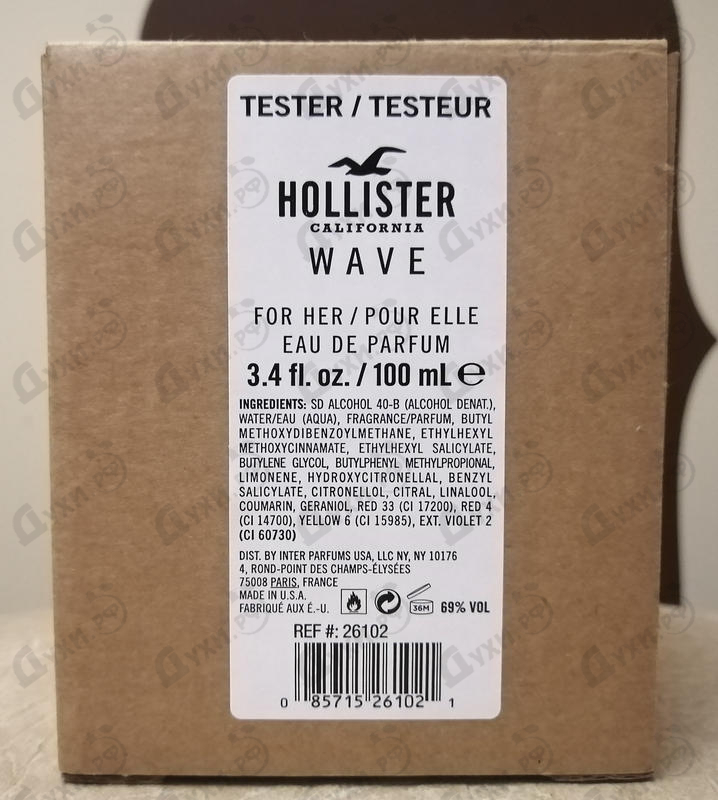 TESTER / TESTEUR
HOLLISTER
CALIFORNIA
WAVE
FOR HER / POUR ELLE
EAU DE PARFUM
3.4 fl. oz. / 100 mL ℮
INGREDIENTS: SD ALCOHOL 40-B (ALCOHOL DENAT.),
WATER/EAU (AQUA), FRAGRANCE/PARFUM, BUTYL
METHOXYDIBENZOYLMETHANE, ETHYLHEXYL
METHOXYCINNAMATE, ETHYLHEXYL SALICYLATE,
BUTYLENE GLYCOL, BUTYLPHENYL METHYLPROPIONAL,
LIMONENE, HYDROXYCITRONELLAL, BENZYL
SALICYLATE, CITRONELLOL, CITRAL, LINALOOL,
COUMARIN, GERANIOL, RED 33 (CI 17200), RED 4
(CI 14700), YELLOW 6 (CI 15985), EXT. VIOLET 2
(CI 60730)
DIST. BY INTER PARFUMS USA, LLC NY, NY 10176
4, ROND-POINT DES CHAMPS-ÉLYSÉES
75008 PARIS, FRANCE
MADE IN U.S.A.
FABRIQUÉ AUX É.-U.
36M
69% VOL
REF #: 26102
0 85715 26102 1
Духи.РФ